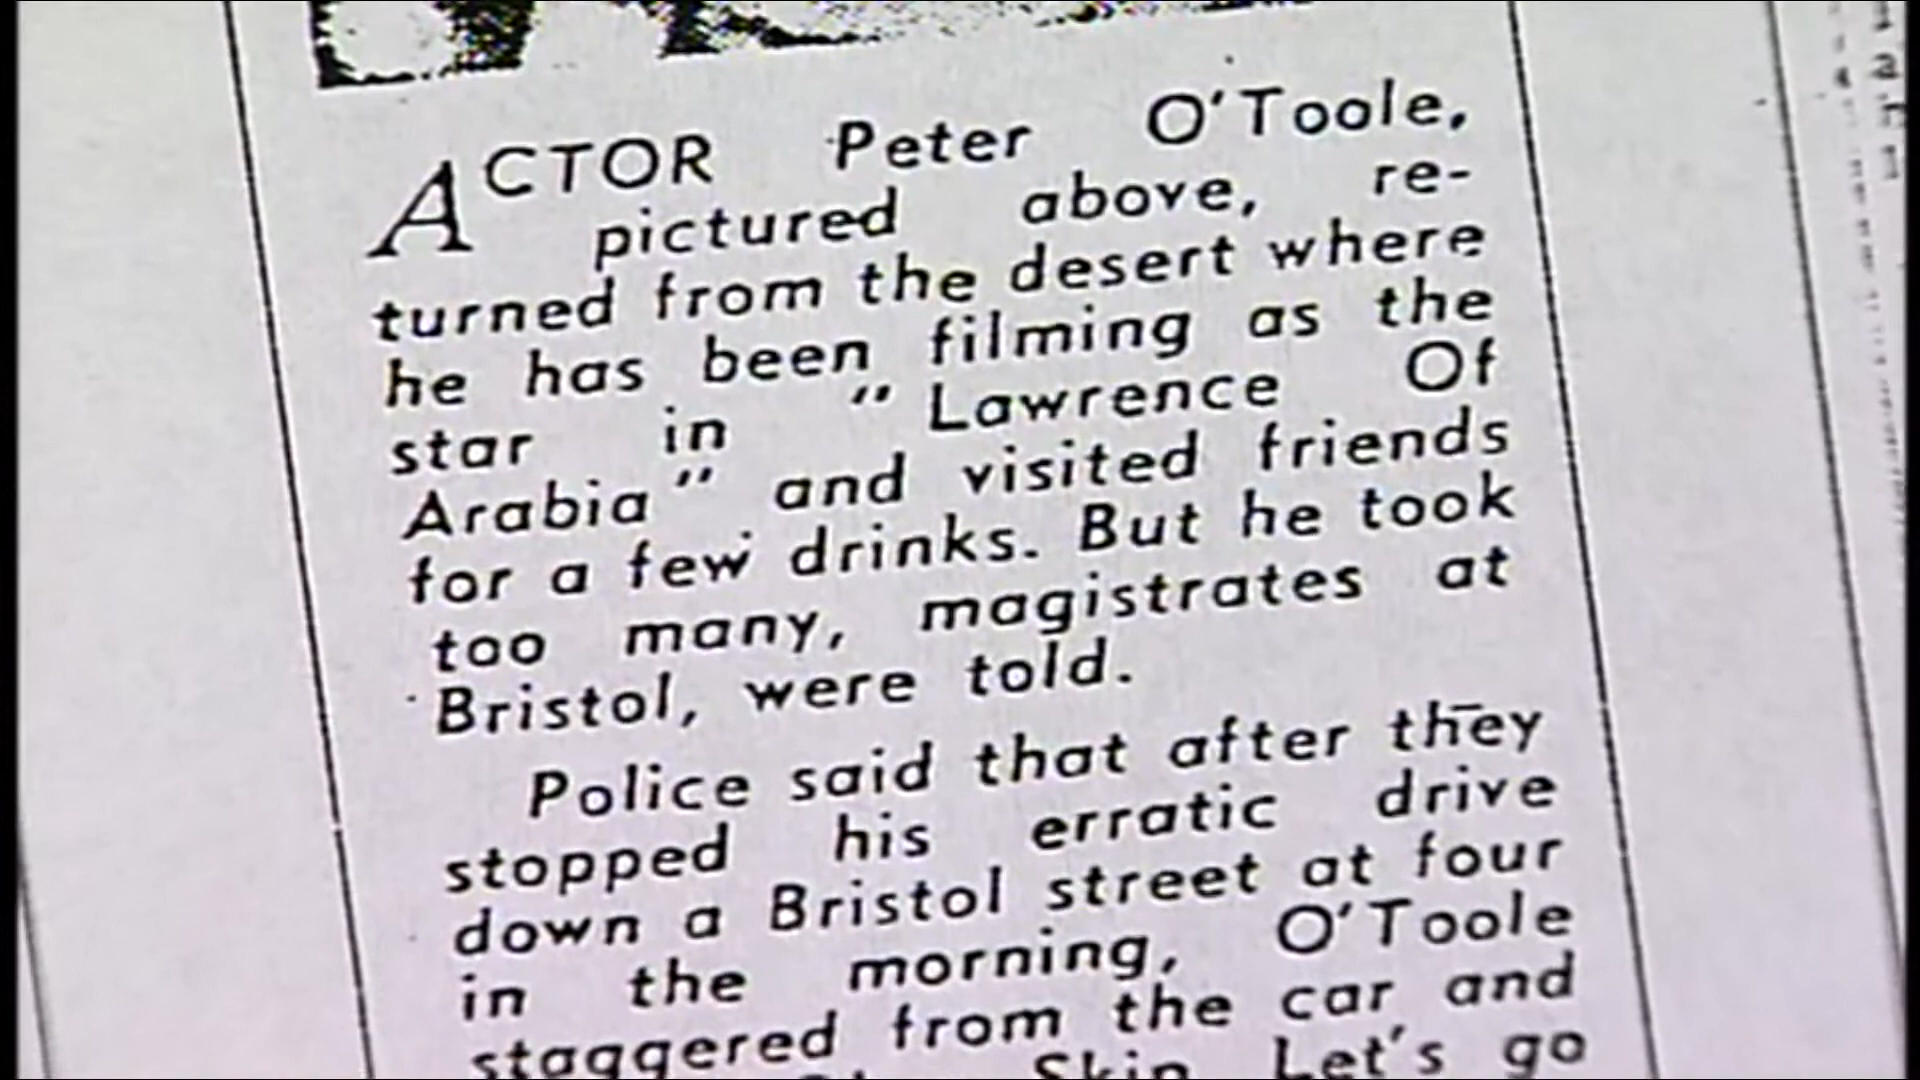 ACTOR Peter O'Toole,
pictured above, re-
turned from the desert where
he has been filming as the
star in "Lawrence Of
Arabia" and visited friends
for a few drinks. But he took
too many, magistrates at
Bristol, were told.
Police said that after they
stopped his erratic drive
down a Bristol street at four
in the morning, O'Toole
staggered from the car and
Skip. Let's go